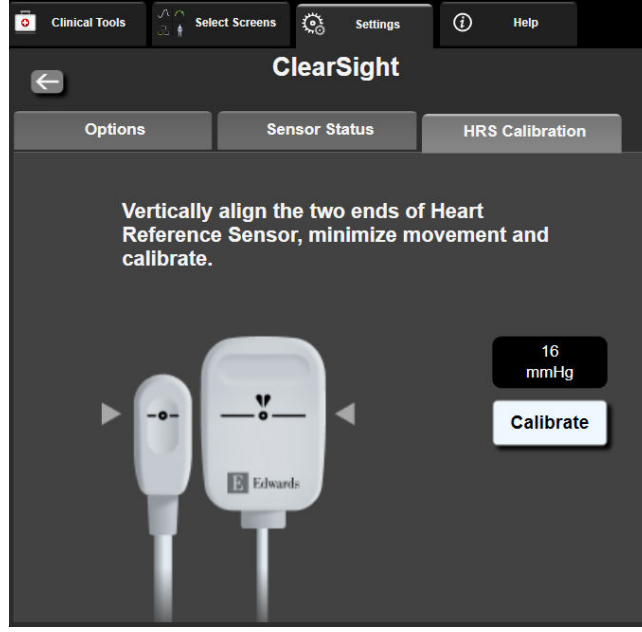 Clinical Tools
Select Screens
Settings
Help
ClearSight
Options
Sensor Status
HRS Calibration
Vertically align the two ends of Heart
Reference Sensor, minimize movement and
calibrate.
16
mmHg
Calibrate
E Edwards